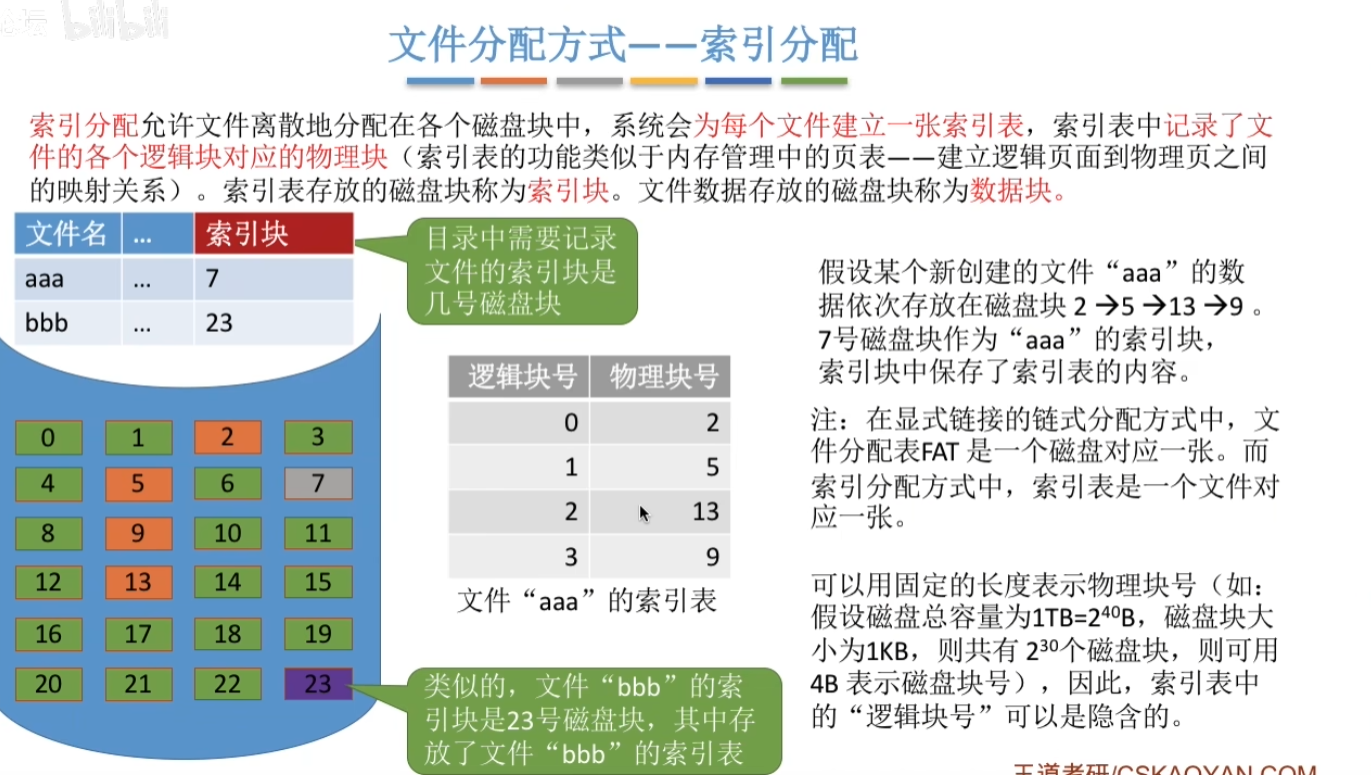 bilibili
文件分配方式——索引分配
索引分配允许文件离散地分配在各个磁盘块中，系统会为每个文件建立一张索引表，索引表中记录了文
件的各个逻辑块对应的物理块（索引表的功能类似于内存管理中的页表——建立逻辑页面到物理页之间
的映射关系）。索引表存放的磁盘块称为索引块。文件数据存放的磁盘块称为数据块。
文件名 … 索引块
aaa … 7
bbb … 23
目录中需要记录
文件的索引块是
几号磁盘块
0 1 2 3
4 5 6 7
8 9 10 11
12 13 14 15
16 17 18 19
20 21 22 23
逻辑块号 物理块号
0 2
1 5
2 13
3 9
文件“aaa”的索引表
类似的，文件“bbb”的索
引块是23号磁盘块，其中存
放了文件“bbb”的索引表
假设某个新创建的文件“aaa”的数
据依次存放在磁盘块 2 →5 →13 →9 。
7号磁盘块作为“aaa”的索引块，
索引块中保存了索引表的内容。
注：在显式链接的链式分配方式中，文
件分配表FAT 是一个磁盘对应一张。而
索引分配方式中，索引表是一个文件对
应一张。
可以用固定的长度表示物理块号（如：
假设磁盘总容量为1TB=2⁴⁰B，磁盘块大
小为1KB，则共有 2³⁰个磁盘块，则可用
4B 表示磁盘块号），因此，索引表中
的“逻辑块号”可以是隐含的。
王道考研/CSKAOYAN.COM